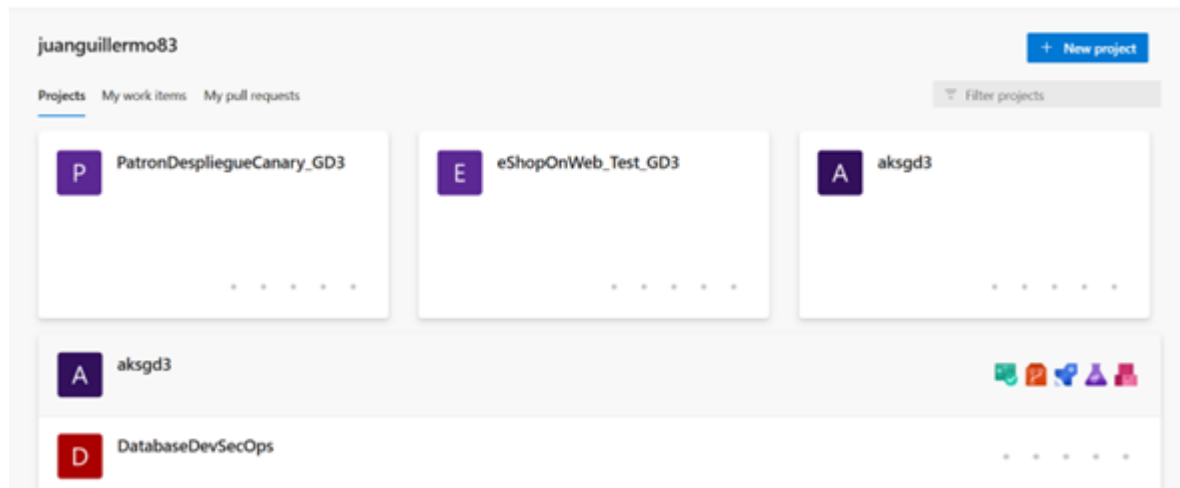 juanguillermo83
+ New project
Projects My work items My pull requests
Filter projects
P PatronDespliegueCanary_GD3
E eShopOnWeb_Test_GD3
A aksgd3
A aksgd3
D DatabaseDevSecOps